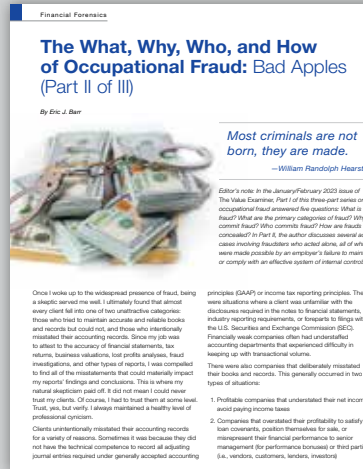 Financial Forensics
The What, Why, Who, and How
of Occupational Fraud: Bad Apples
(Part II of III)
By Eric J. Barr
Most criminals are not
born, they are made.
—William Randolph Hearst
Editor's note: In the January/February 2023 issue of
The Value Examiner, Part I of this three-part series on
occupational fraud answered five questions: What is
fraud? What are the primary categories of fraud? Why
commit fraud? Who commits fraud? How are frauds
concealed? In Part II, the author discusses several ac
cases involving fraudsters who acted alone, all of whi
were made possible by an employer's failure to maint
or comply with an effective system of internal control.
Once I woke up to the widespread presence of fraud, being
a skeptic served me well. I ultimately found that almost
every client fell into one of two unattractive categories:
those who tried to maintain accurate and reliable books
and records but could not, and those who intentionally
misstated their accounting records. Since my job was
to attest to the accuracy of financial statements, tax
returns, business valuations, lost profits analyses, fraud
investigations, and other types of reports, I was compelled
to find all of the misstatements that could materially impact
my reports' findings and conclusions. This is where my
natural skepticism paid off. It did not mean I could never
trust my clients. Of course, I had to trust them at some level.
Trust, yes, but verify. I always maintained a healthy level of
professional cynicism.
Clients unintentionally misstated their accounting records
for a variety of reasons. Sometimes it was because they did
not have the technical competence to record all adjusting
journal entries required under generally accepted accounting
principles (GAAP) or income tax reporting principles. The
were situations where a client was unfamiliar with the
disclosures required in the notes to financial statements,
industry reporting requirements, or foreparts to filings wit
the U.S. Securities and Exchange Commission (SEC).
Financially weak companies often had understaffed
accounting departments that experienced difficulty in
keeping up with transactional volume.
There were also companies that deliberately misstated
their books and records. This generally occurred in two
types of situations:
1. Profitable companies that understated their net incom
avoid paying income taxes
2. Companies that overstated their profitability to satisfy
loan covenants, position themselves for sale, or
misrepresent their financial performance to senior
management (for performance bonuses) or third parti
(i.e., vendors, customers, lenders, investors)